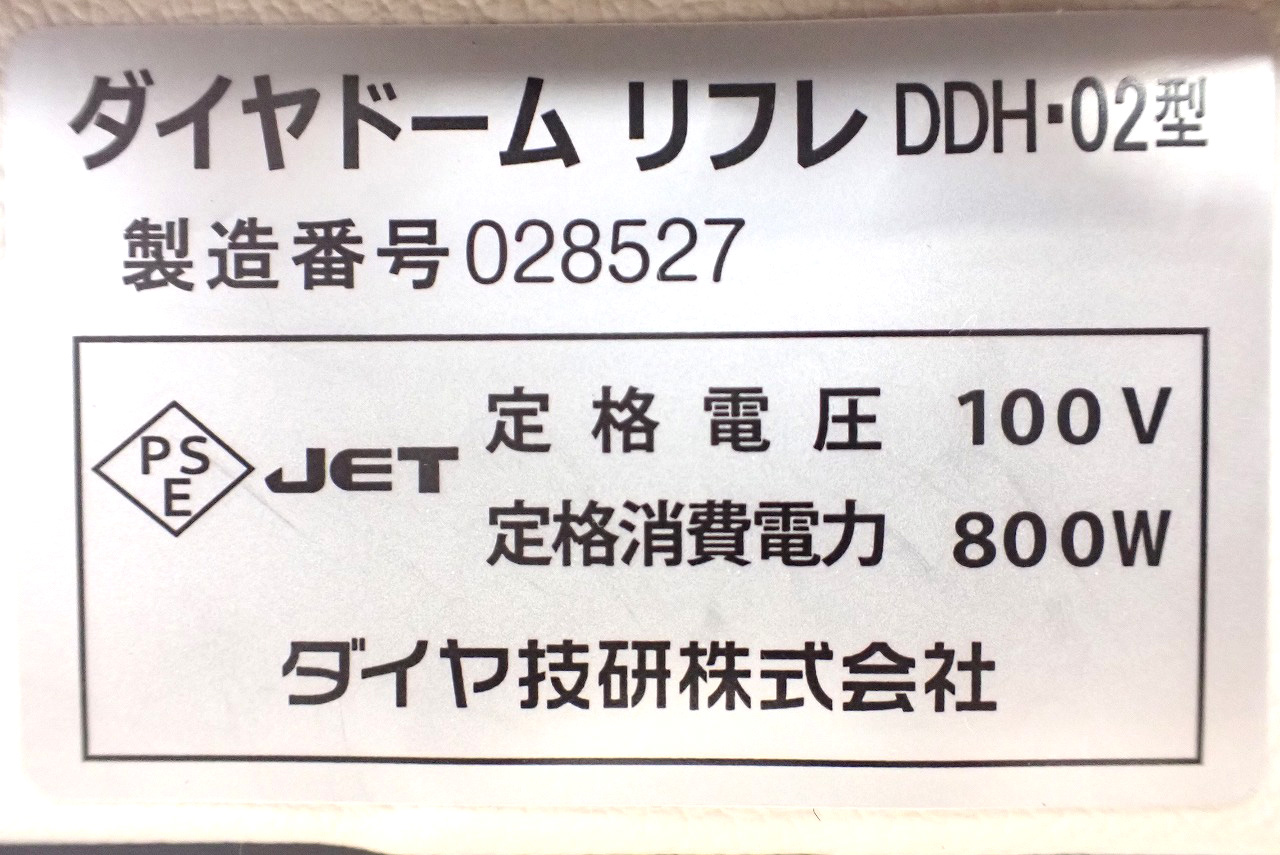 ダイヤドーム リフレ DDH・02型
製造番号028527
PSE JET
定格電圧 100V
定格消費電力 800W
ダイヤ技研株式会社